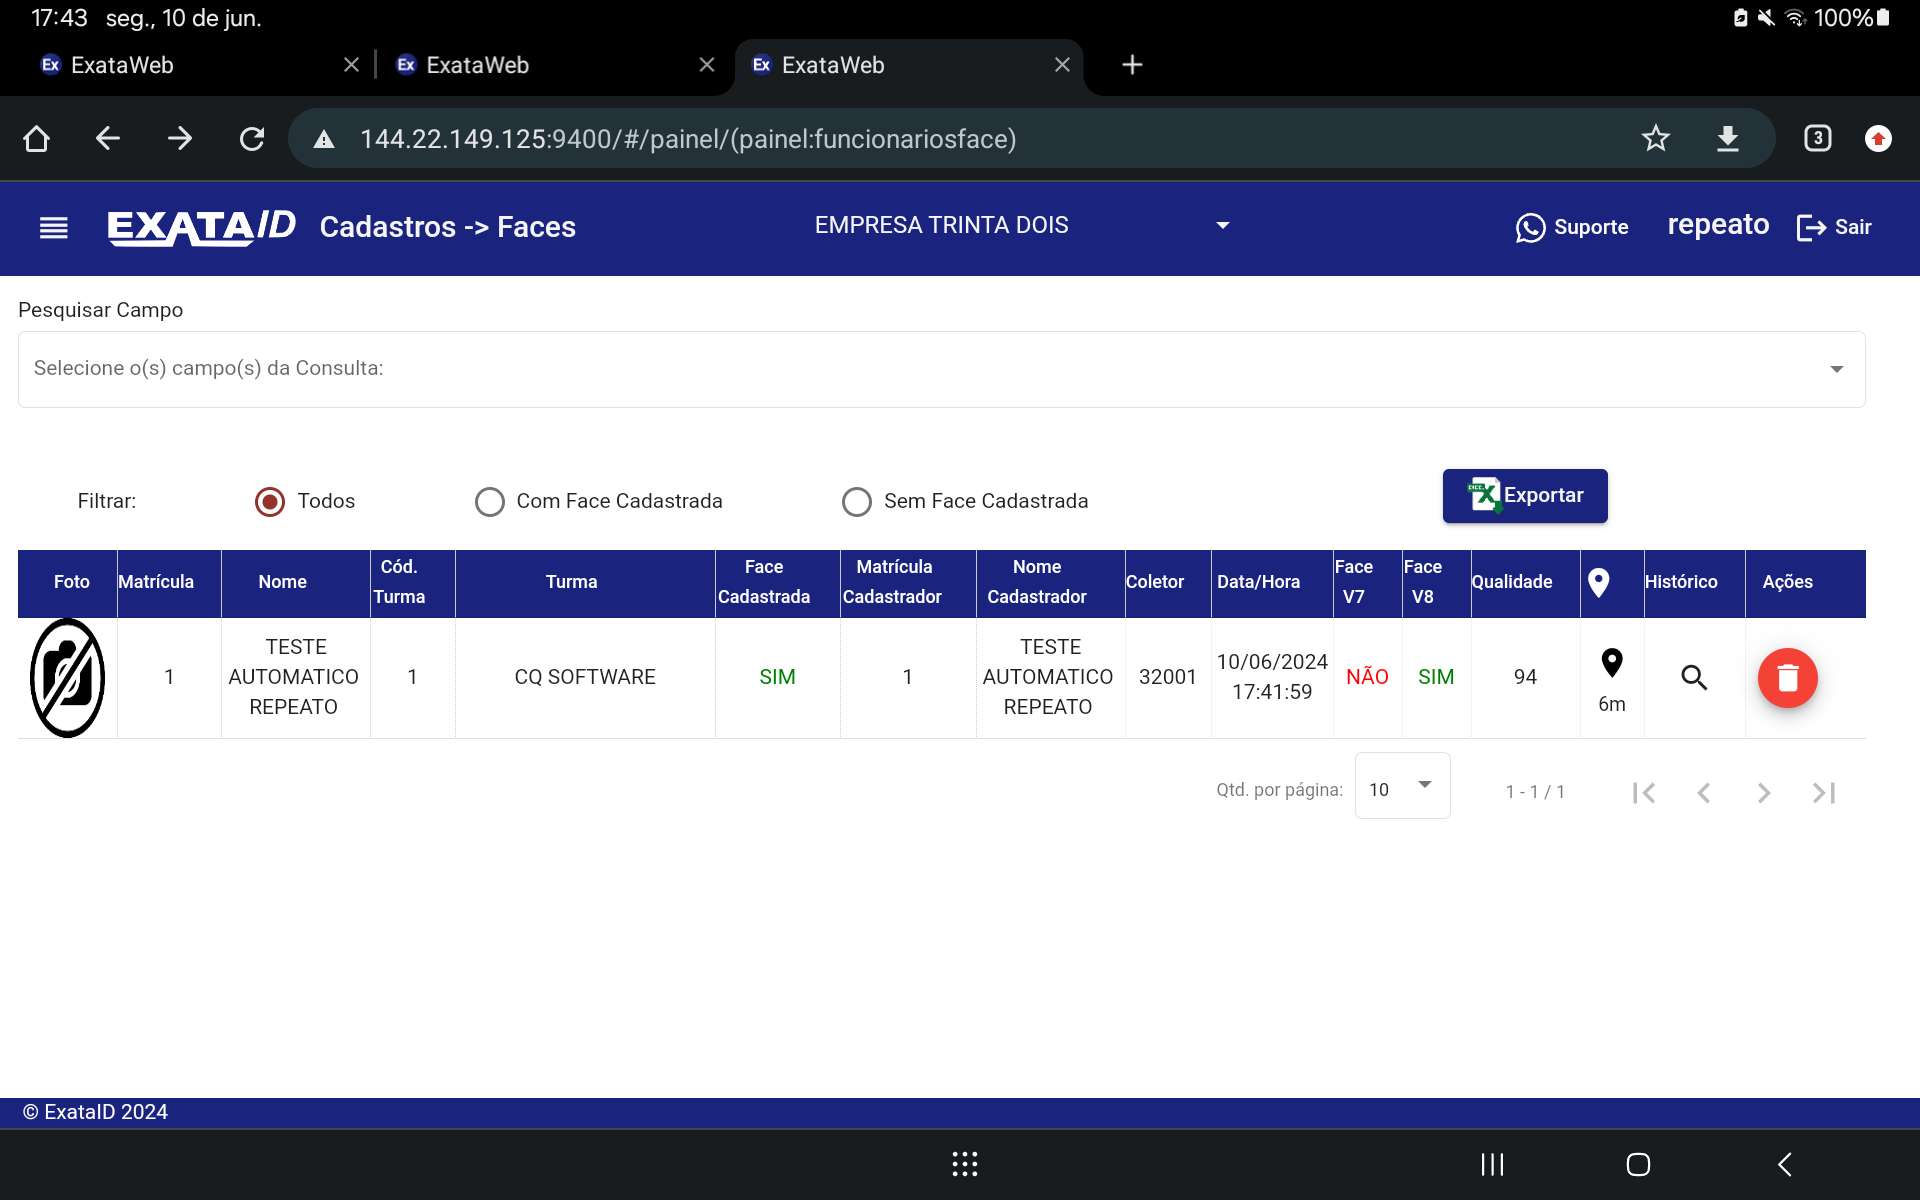 17:43 seg., 10 de jun.
100%
Ex ExataWeb
Ex ExataWeb
Ex ExataWeb
144.22.149.125:9400/#/painel/(painel:funcionariosface)
3
EXATA ID
Cadastros -> Faces
EMPRESA TRINTA DOIS
Suporte
repeato
Sair
Pesquisar Campo
Selecione o(s) campo(s) da Consulta:
Filtrar:
Todos
Com Face Cadastrada
Sem Face Cadastrada
Exportar
Foto
Matrícula
Nome
Cód.
Turma
Turma
Face
Cadastrada
Matrícula
Cadastrador
Nome
Cadastrador
Coletor
Data/Hora
Face
V7
Face
V8
Qualidade
Histórico
Ações
1
TESTE
AUTOMATICO
REPEATO
1
CQ SOFTWARE
SIM
1
TESTE
AUTOMATICO
REPEATO
32001
10/06/2024
17:41:59
NÃO
SIM
94
6m
Qtd. por página:
10
1 - 1 / 1
© ExataID 2024